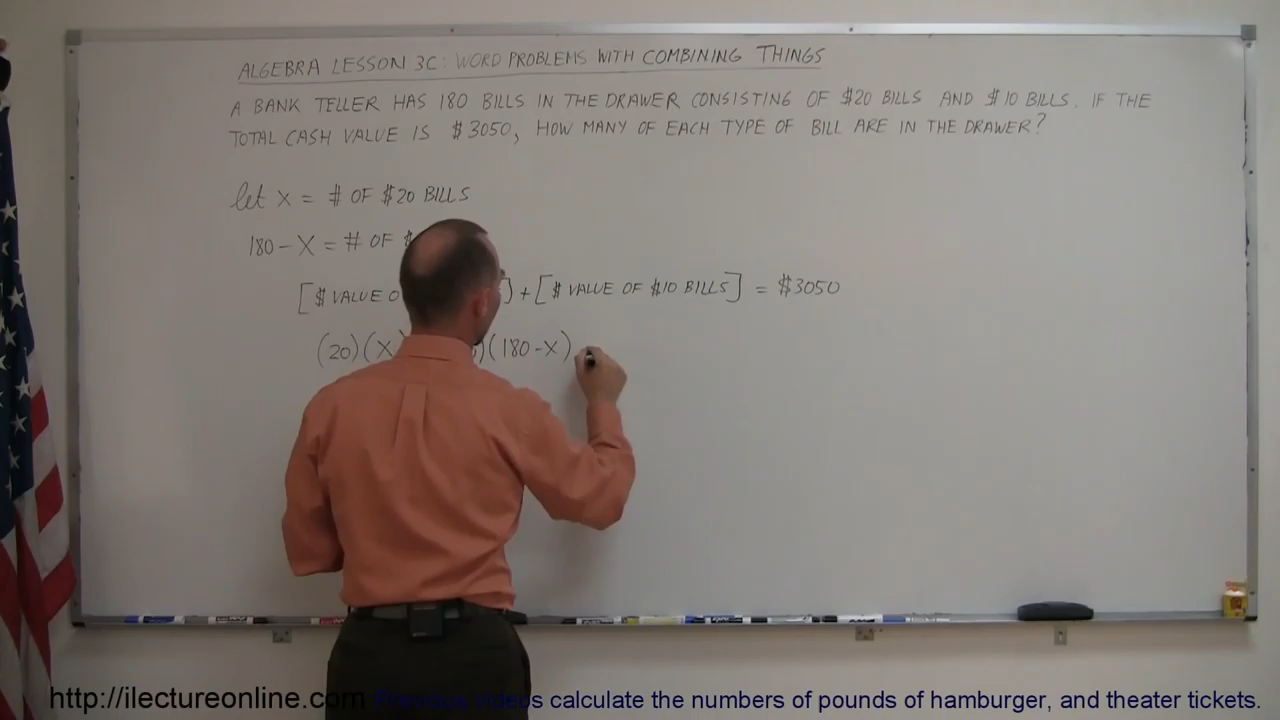 ALGEBRA LESSON 3C: WORD PROBLEMS WITH COMBINING THINGS
A BANK TELLER HAS 180 BILLS IN THE DRAWER CONSISTING OF $20 BILLS AND $10 BILLS. IF THE
TOTAL CASH VALUE IS $3050, HOW MANY OF EACH TYPE OF BILL ARE IN THE DRAWER?
let X = # OF $20 BILLS
180 - X = # OF $
[$ VALUE O ] + [$ VALUE OF $10 BILLS] = $3050
(20)(X )(180-X)
http://ilectureonline.com Previous videos calculate the numbers of pounds of hamburger, and theater tickets.